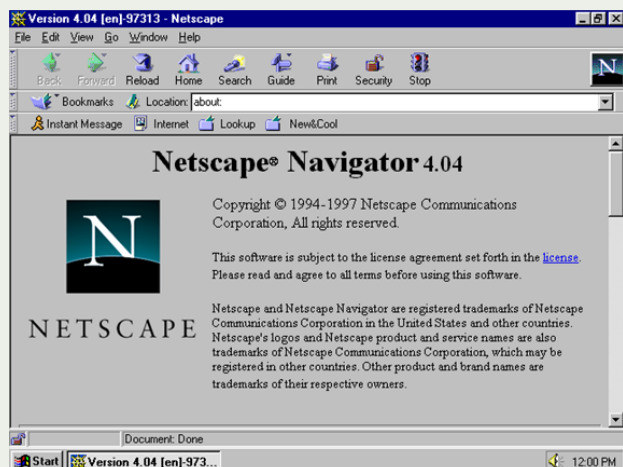 Version 4.04 [en]-97313 - Netscape
File Edit View Go Window Help
Back Forward Reload Home Search Guide Print Security Stop
N
Bookmarks Location: about:
Instant Message Internet Lookup New&Cool
Netscape® Navigator 4.04
N
NETSCAPE
Copyright © 1994-1997 Netscape Communications
Corporation, All rights reserved.
This software is subject to the license agreement set forth in the license.
Please read and agree to all terms before using this software.
Netscape and Netscape Navigator are registered trademarks of Netscape
Communications Corporation in the United States and other countries.
Netscape's logos and Netscape product and service names are also
trademarks of Netscape Communications Corporation, which may be
registered in other countries. Other product and brand names are
trademarks of their respective owners.
Document: Done
Start Version 4.04 [en]-973... 12:00 PM